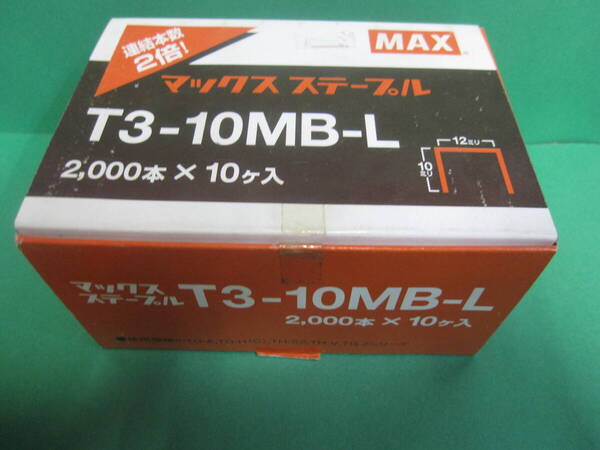 連結本数
2倍!
MAX
マックス ステープル
T3-10MB-L
2,000本 × 10ヶ入
12ミリ
10ミリ
マックス
ステープル
T3-10MB-L
2,000本 × 10ヶ入